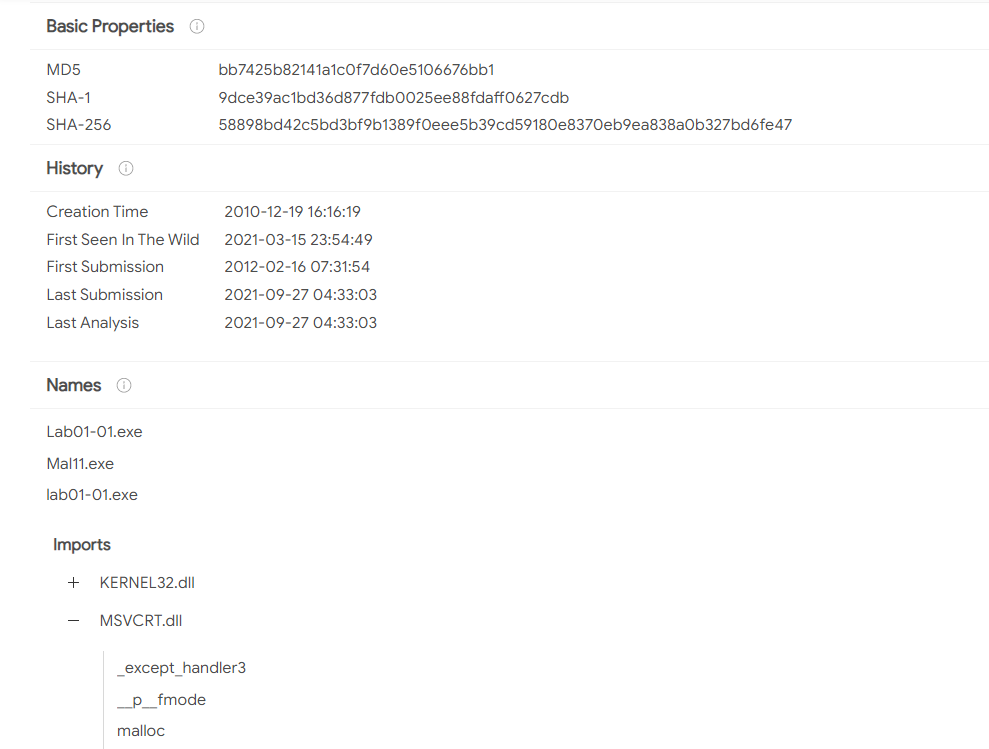 Basic Properties
MD5 bb7425b82141a1c0f7d60e5106676bb1
SHA-1 9dce39ac1bd36d877fdb0025ee88fdaff0627cdb
SHA-256 58898bd42c5bd3bf9b1389f0eee5b39cd59180e8370eb9ea838a0b327bd6fe47
History
Creation Time 2010-12-19 16:16:19
First Seen In The Wild 2021-03-15 23:54:49
First Submission 2012-02-16 07:31:54
Last Submission 2021-09-27 04:33:03
Last Analysis 2021-09-27 04:33:03
Names
Lab01-01.exe
Mal11.exe
lab01-01.exe
Imports
+ KERNEL32.dll
− MSVCRT.dll
_except_handler3
__p__fmode
malloc